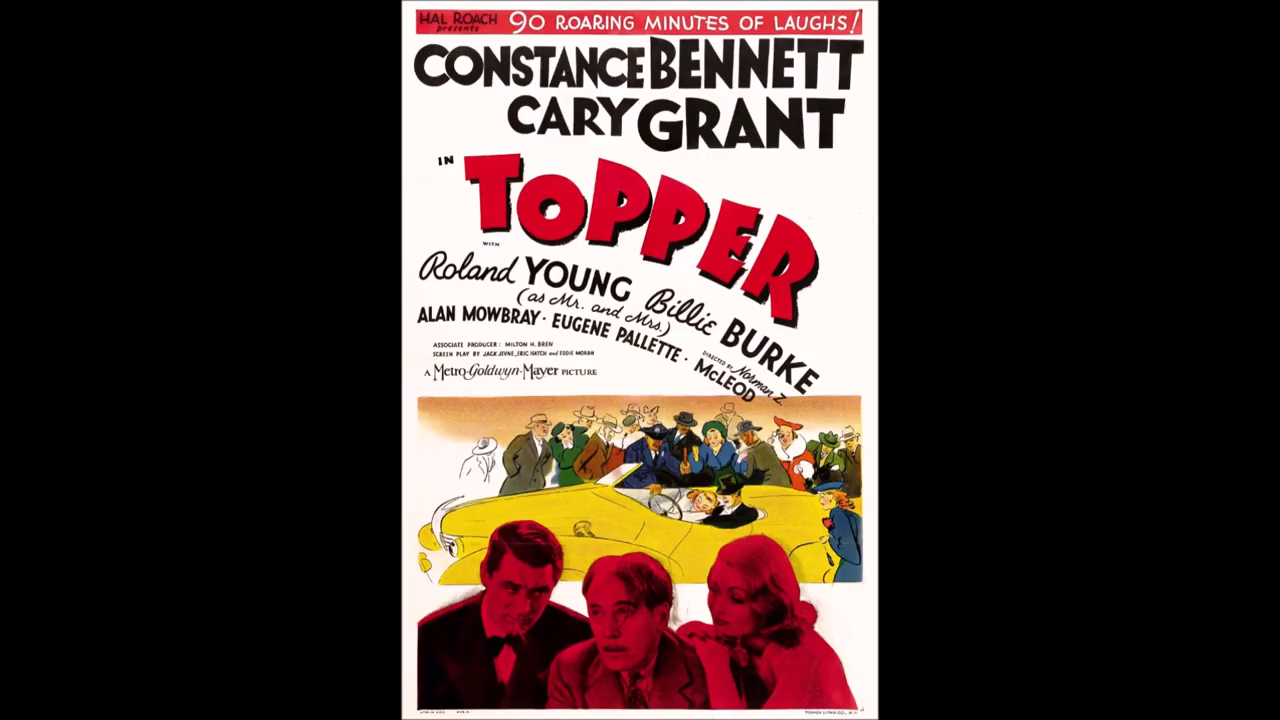 HAL ROACH
presents
90 ROARING MINUTES OF LAUGHS!
CONSTANCE BENNETT
CARY GRANT
IN
TOPPER
WITH
Roland YOUNG Billie BURKE
(as Mr. and Mrs.)
ALAN MOWBRAY · EUGENE PALLETTE ·
DIRECTED BY Norman Z.
McLEOD
ASSOCIATE PRODUCER: MILTON H. BREN
SCREEN PLAY BY JACK JEVNE, ERIC HATCH and EDDIE MORAN
A Metro-Goldwyn-Mayer PICTURE